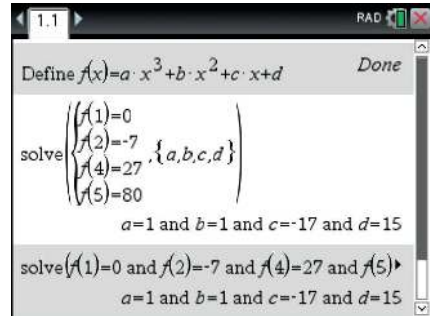 1.1 RAD
Define f(x)=a·x³+b·x²+c·x+d Done
f(1)=0
f(2)=-7
solve( ,{a,b,c,d})
f(4)=27
f(5)=80
a=1 and b=1 and c=-17 and d=15
solve(f(1)=0 and f(2)=-7 and f(4)=27 and f(5)▸
a=1 and b=1 and c=-17 and d=15